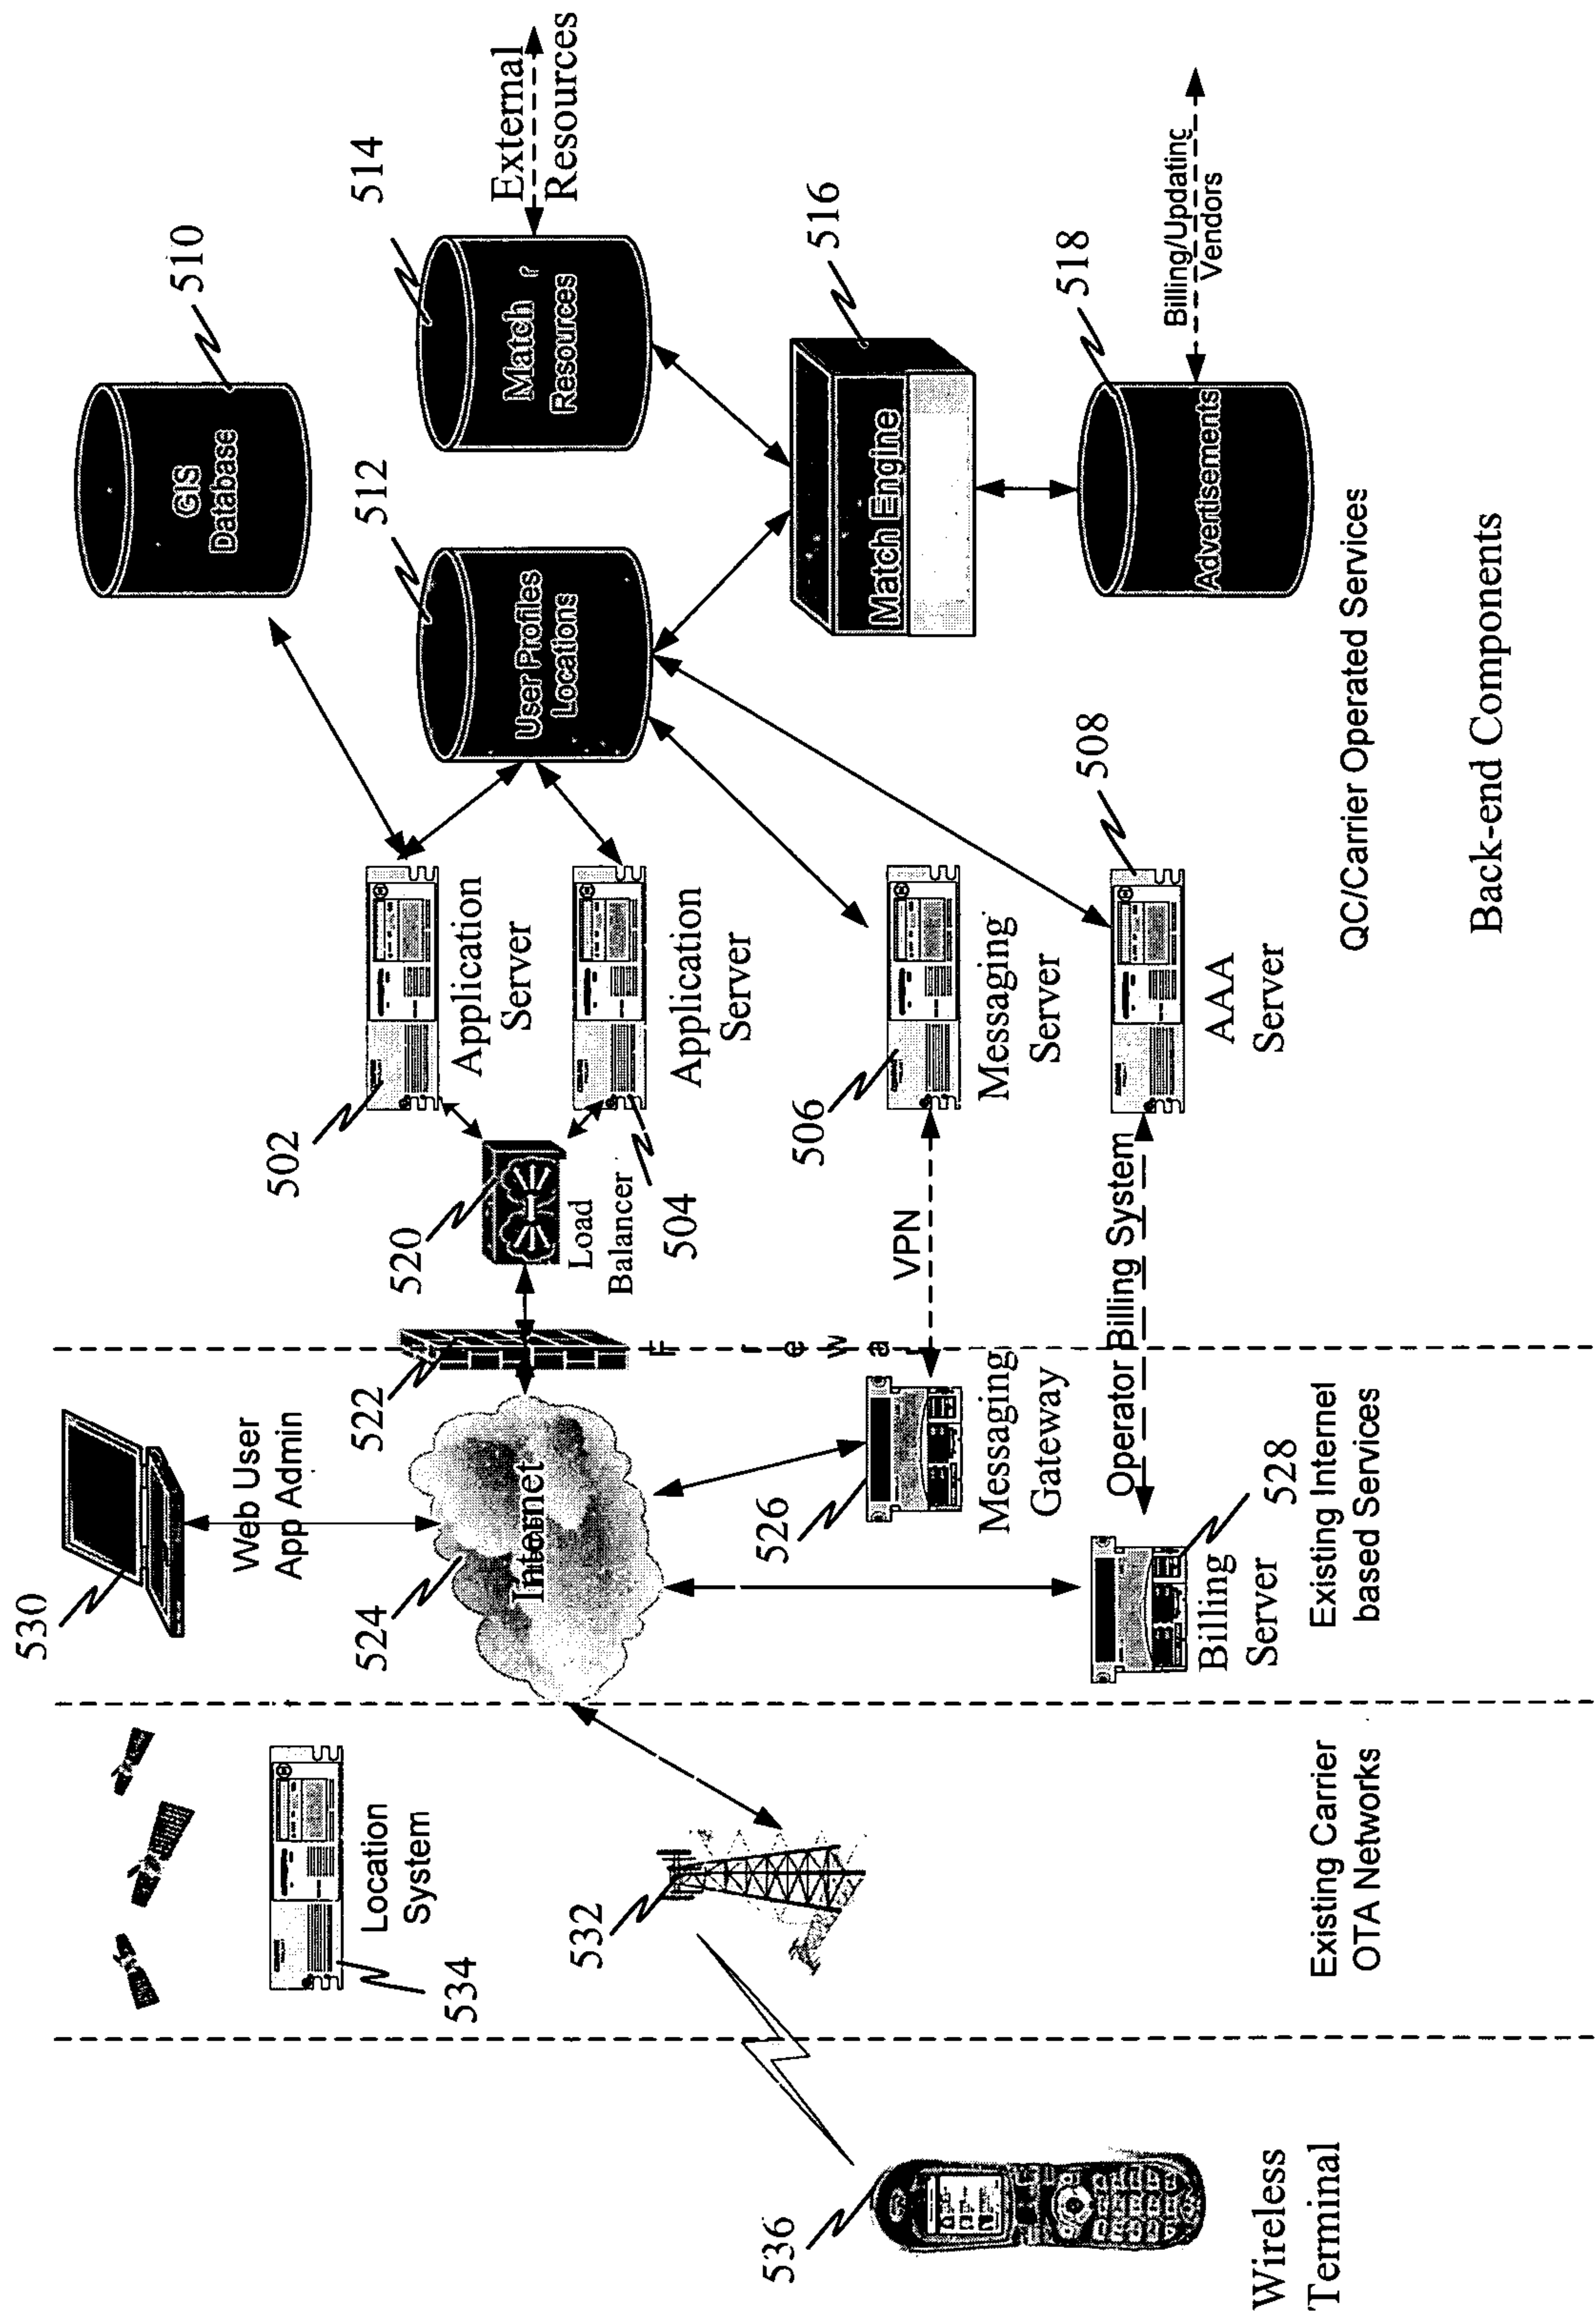 530
Web User
App Admin
524
Internet
522
F r e w a
520
Load
Balancer
502
Application
Server
504
Application
Server
510
GIS
Database
512
User Profiles
Locations
514
Match
Resources
External
Resources
516
Match Engine
518
Advertisements
Billing/Updating
Vendors
506
Messaging
Server
VPN
526
Messaging
Gateway
508
AAA
Server
Operator Billing System
528
Billing
Server
534
Location
System
532
536
Wireless
Terminal
Existing Carrier
OTA Networks
Existing Internet
based Services
QC/Carrier Operated Services
Back-end Components